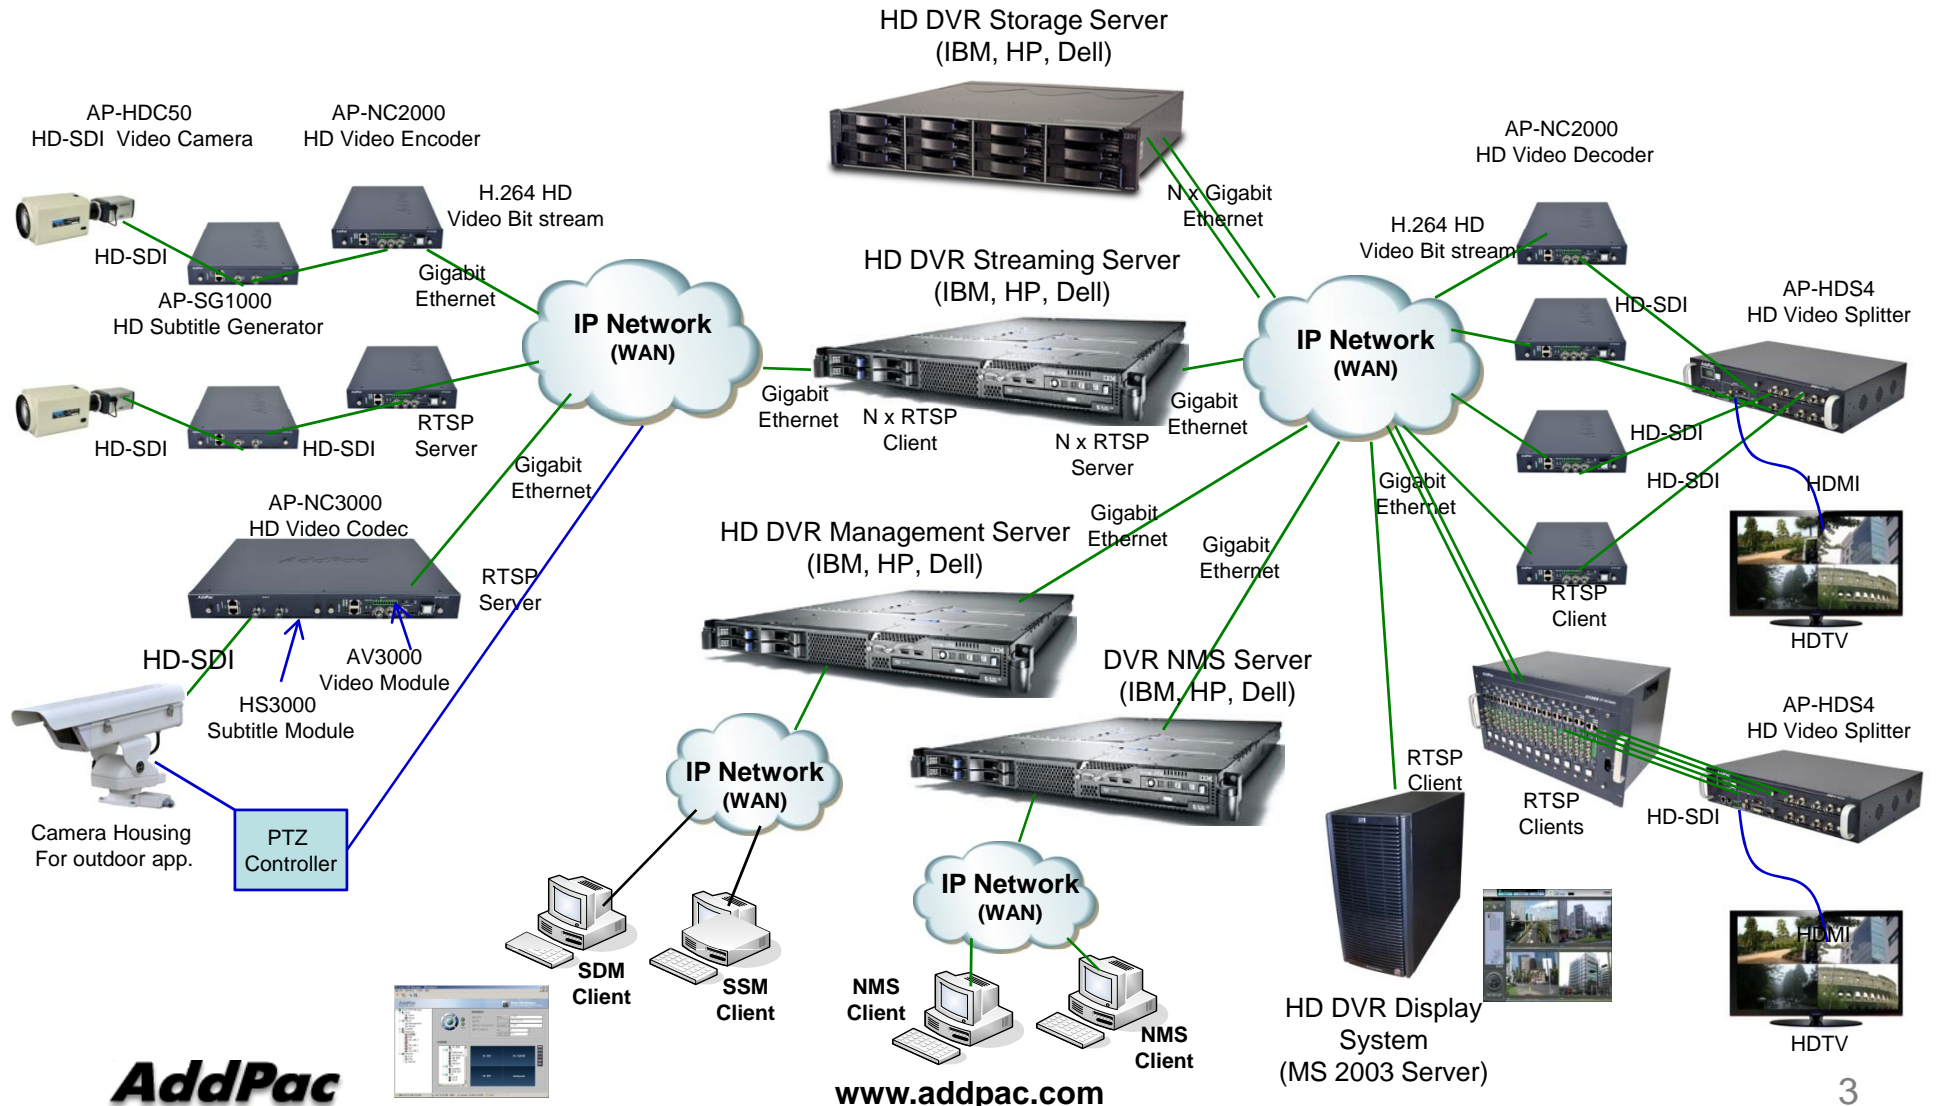 HD DVR Storage Server
(IBM, HP, Dell)
AP-HDC50
HD-SDI  Video Camera
AP-NC2000
HD Video Encoder
H.264 HD
Video Bit stream
HD-SDI
AP-SG1000
HD Subtitle Generator
Gigabit
Ethernet
IP Network
(WAN)
HD-SDI
HD-SDI
RTSP
Server
Gigabit
Ethernet
AP-NC3000
HD Video Codec
AddPac
RTSP
Server
HD-SDI
AV3000
Video Module
HS3000
Subtitle Module
Camera Housing
For outdoor app.
PTZ
Controller
HD DVR Streaming Server
(IBM, HP, Dell)
Gigabit
Ethernet
N x RTSP
Client
N x RTSP
Server
Gigabit
Ethernet
N x Gigabit
Ethernet
IP Network
(WAN)
HD DVR Management Server
(IBM, HP, Dell)
Gigabit
Ethernet
Gigabit
Ethernet
Gigabit
Ethernet
DVR NMS Server
(IBM, HP, Dell)
IP Network
(WAN)
SDM
Client
SSM
Client
IP Network
(WAN)
NMS
Client
NMS
Client
AP-NC2000
HD Video Decoder
H.264 HD
Video Bit stream
HD-SDI
AP-HDS4
HD Video Splitter
HD-SDI
HD-SDI
HDMI
RTSP
Client
HDTV
RTSP
Client
RTSP
Clients
HD-SDI
AP-HDS4
HD Video Splitter
HDMI
HDTV
HD DVR Display
System
(MS 2003 Server)
AddPac
www.addpac.com
3